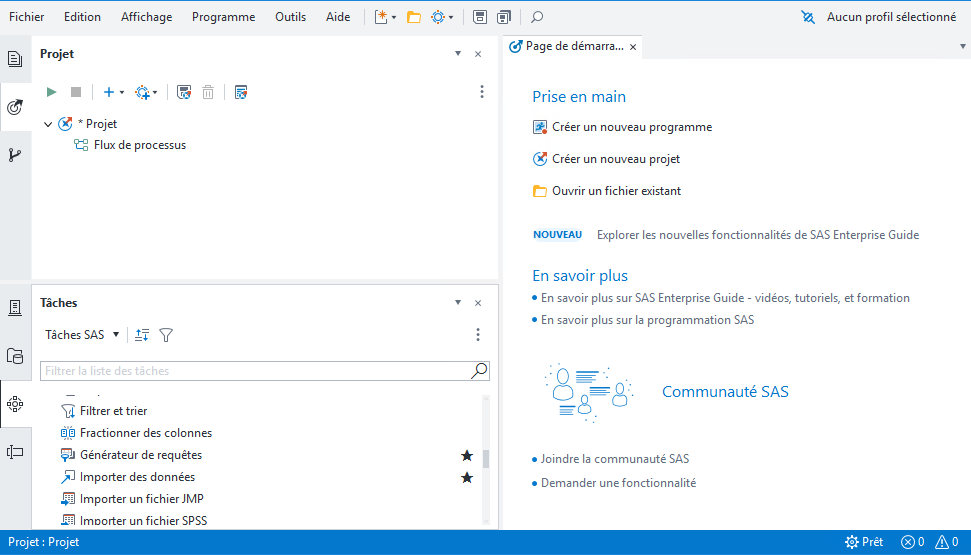 Fichier Edition Affichage Programme Outils Aide Aucun profil sélectionné
Projet
* Projet
Flux de processus
Tâches
Tâches SAS
Filtrer la liste des tâches
Filtrer et trier
Fractionner des colonnes
Générateur de requêtes
Importer des données
Importer un fichier JMP
Importer un fichier SPSS
Page de démarra...
Prise en main
Créer un nouveau programme
Créer un nouveau projet
Ouvrir un fichier existant
NOUVEAU Explorer les nouvelles fonctionnalités de SAS Enterprise Guide
En savoir plus
En savoir plus sur SAS Enterprise Guide - vidéos, tutoriels, et formation
En savoir plus sur la programmation SAS
Communauté SAS
Joindre la communauté SAS
Demander une fonctionnalité
Projet : Projet Prêt 0 0